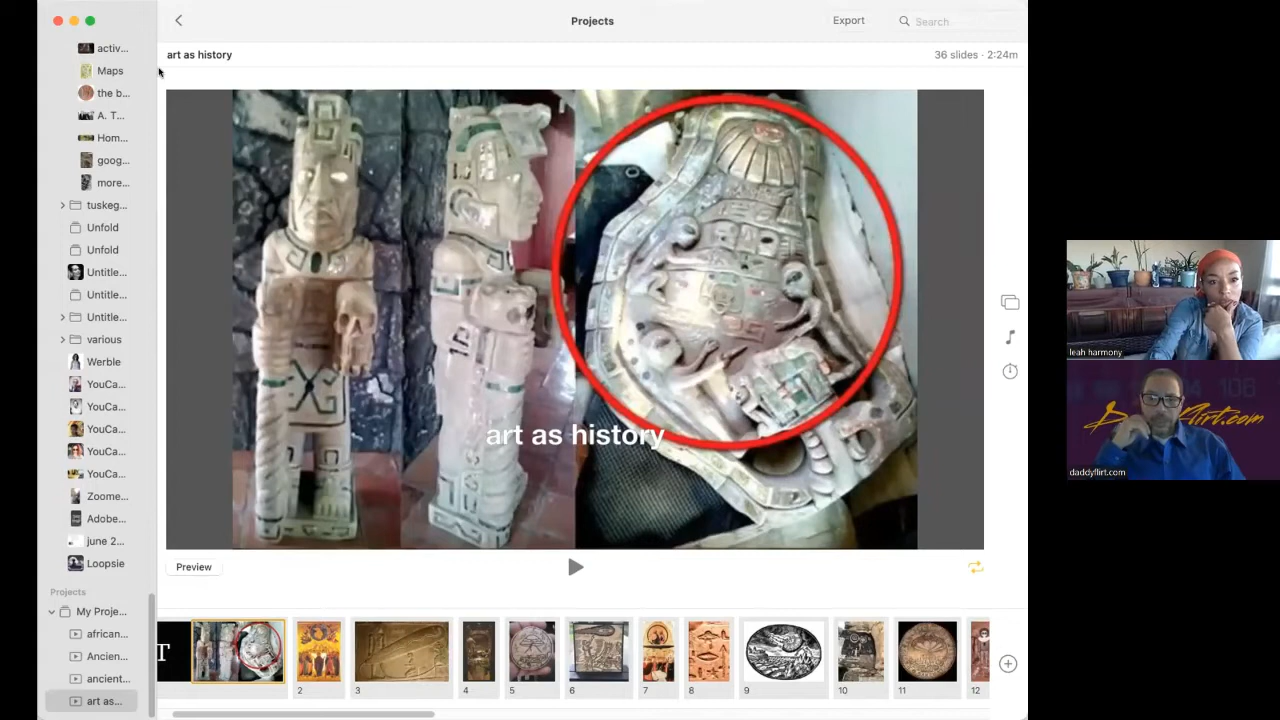 Projects
Export
Search
art as history
36 slides · 2:24m
activ...
Maps
the b...
A. T...
Hom...
goog...
more...
tuskeg...
Unfold
Unfold
Untitle...
Untitle...
Untitle...
various
Werble
YouCa...
YouCa...
YouCa...
YouCa...
YouCa...
Zoome...
Adobe...
june 2...
Loopsie
Projects
My Proje...
african...
Ancien...
ancient...
art as...
art as history
Preview
T
2
3
4
5
6
7
8
9
10
11
12
leah harmony
daddyflirt.com